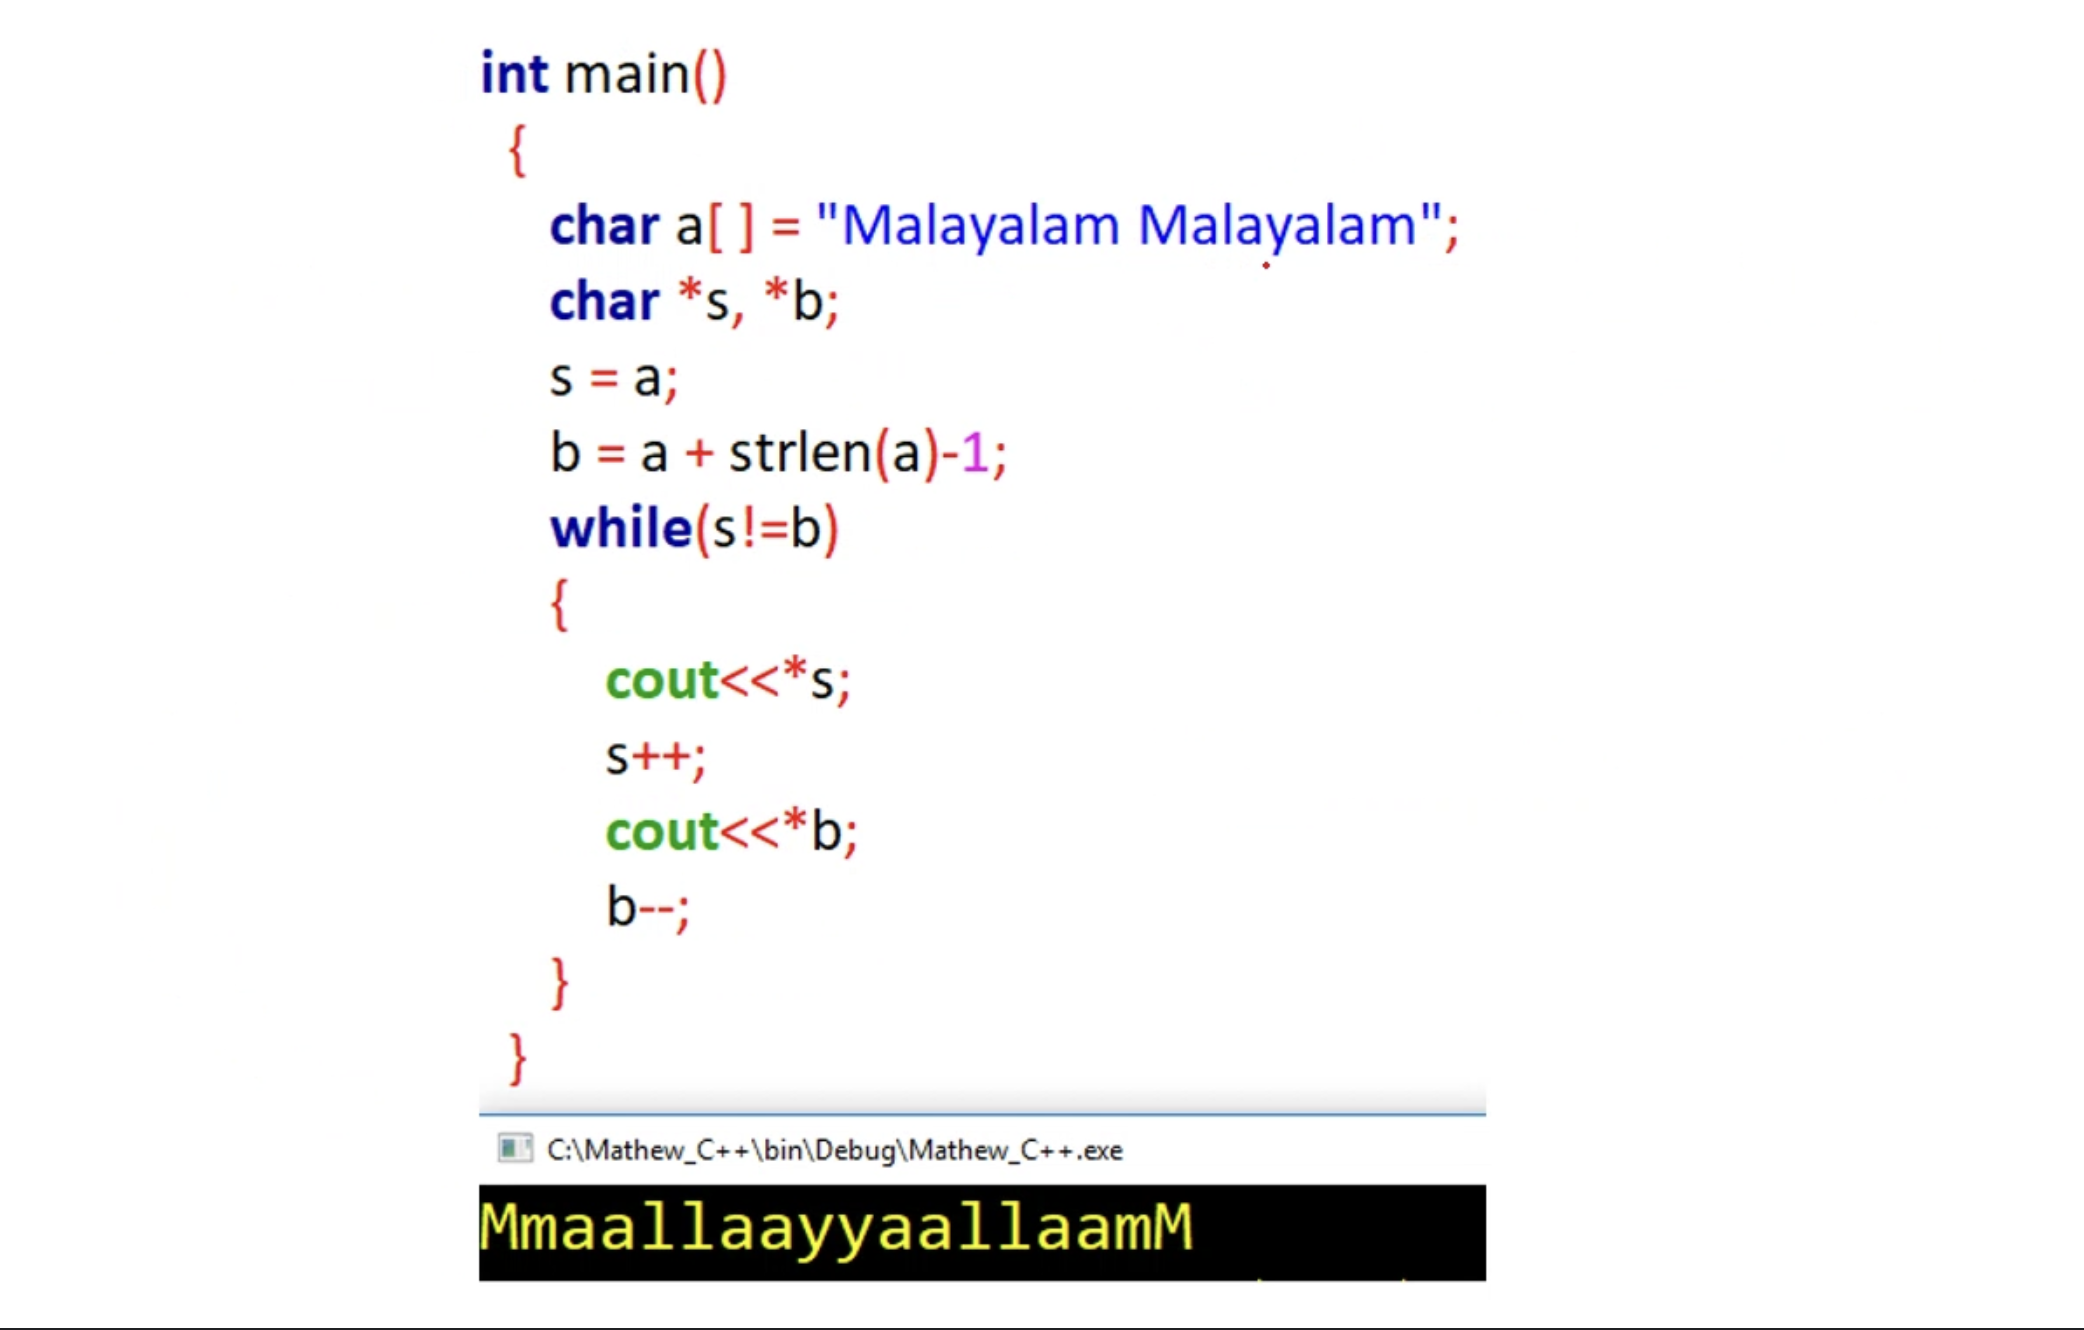 int main()
{
char a[ ] = "Malayalam Malayalam";
char *s, *b;
s = a;
b = a + strlen(a)-1;
while(s!=b)
{
cout<<*s;
s++;
cout<<*b;
b--;
}
}
C:\Mathew_C++\bin\Debug\Mathew_C++.exe
MmaallaayyaallaamM